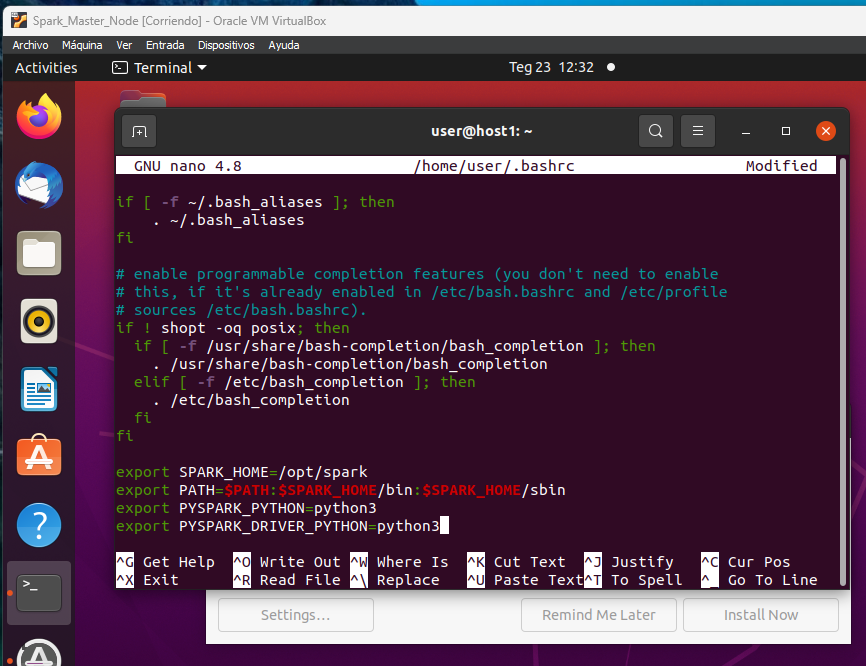 Spark_Master_Node [Corriendo] - Oracle VM VirtualBox
Archivo Máquina Ver Entrada Dispositivos Ayuda
Activities Terminal Teg 23 12:32
user@host1: ~
GNU nano 4.8 /home/user/.bashrc Modified
if [ -f ~/.bash_aliases ]; then
    . ~/.bash_aliases
fi
# enable programmable completion features (you don't need to enable
# this, if it's already enabled in /etc/bash.bashrc and /etc/profile
# sources /etc/bash.bashrc).
if ! shopt -oq posix; then
  if [ -f /usr/share/bash-completion/bash_completion ]; then
    . /usr/share/bash-completion/bash_completion
  elif [ -f /etc/bash_completion ]; then
    . /etc/bash_completion
  fi
fi
export SPARK_HOME=/opt/spark
export PATH=$PATH:$SPARK_HOME/bin:$SPARK_HOME/sbin
export PYSPARK_PYTHON=python3
export PYSPARK_DRIVER_PYTHON=python3
^G Get Help ^O Write Out ^W Where Is ^K Cut Text ^J Justify ^C Cur Pos
^X Exit ^R Read File ^\ Replace ^U Paste Text ^T To Spell ^_ Go To Line
Settings... Remind Me Later Install Now